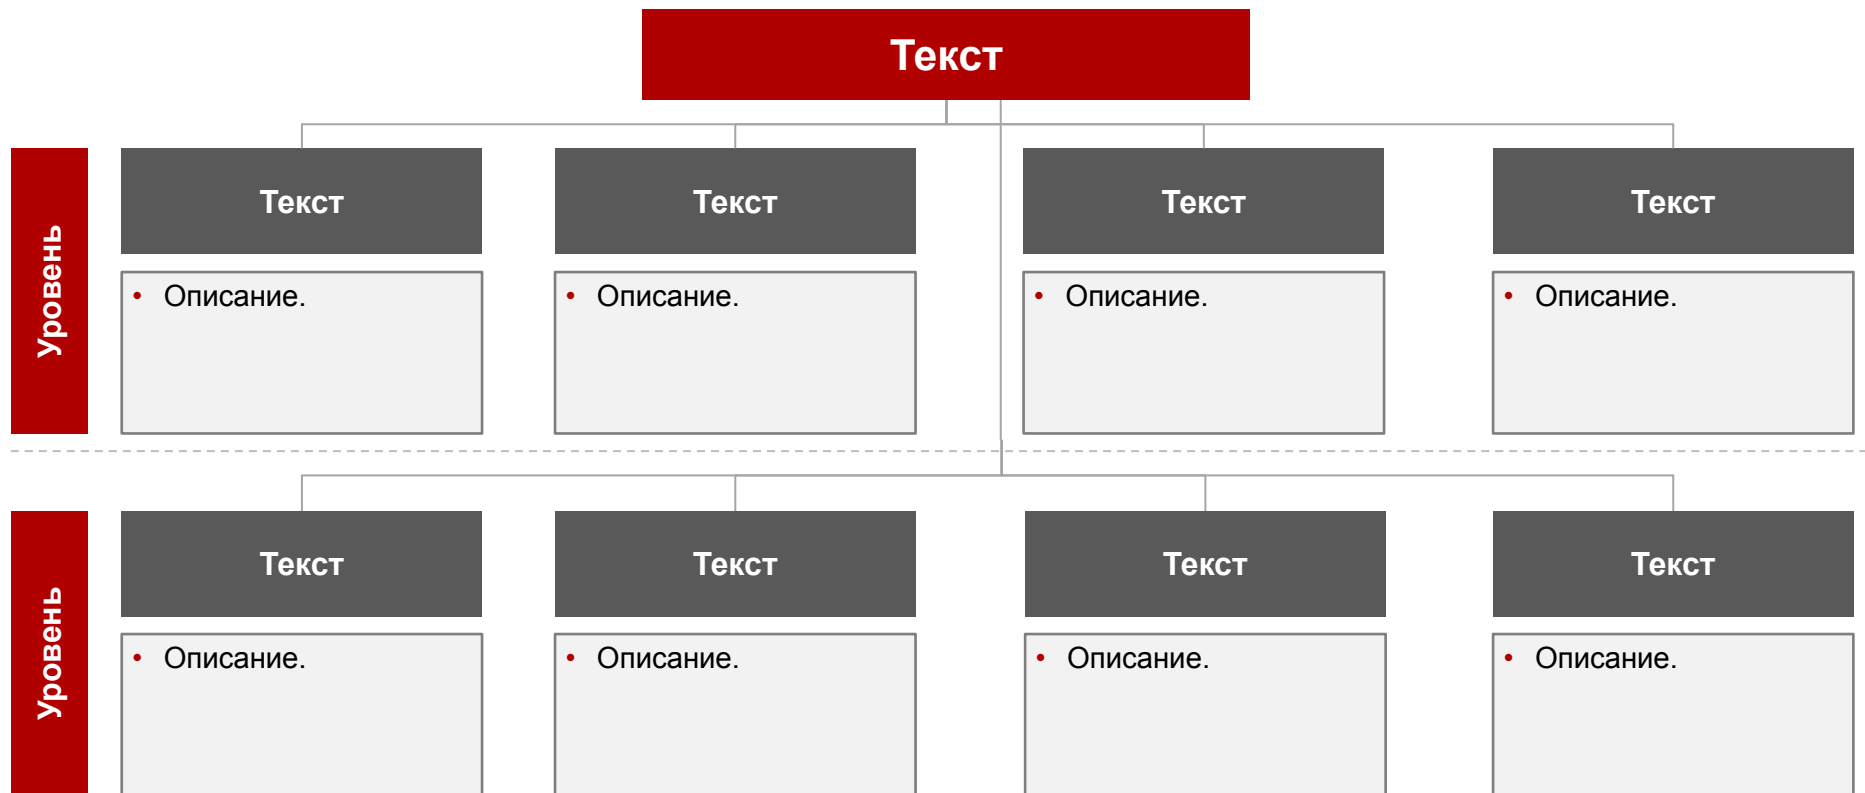 Текст
Уровень
Текст
Текст
Текст
Текст
• Описание.
• Описание.
• Описание.
• Описание.
Уровень
Текст
Текст
Текст
Текст
• Описание.
• Описание.
• Описание.
• Описание.